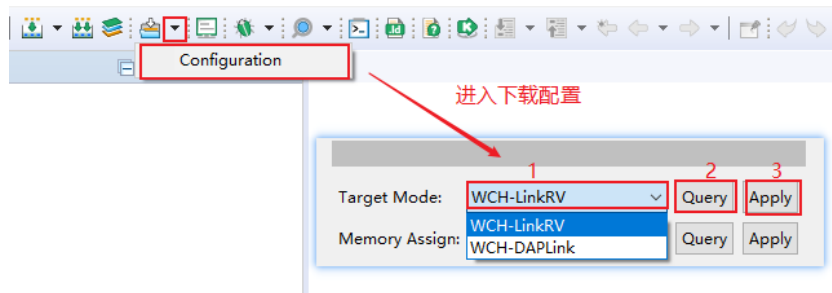 Configuration
进入下载配置
1 2 3
Target Mode: WCH-LinkRV Query Apply
WCH-LinkRV
Memory Assign: Query Apply
WCH-DAPLink